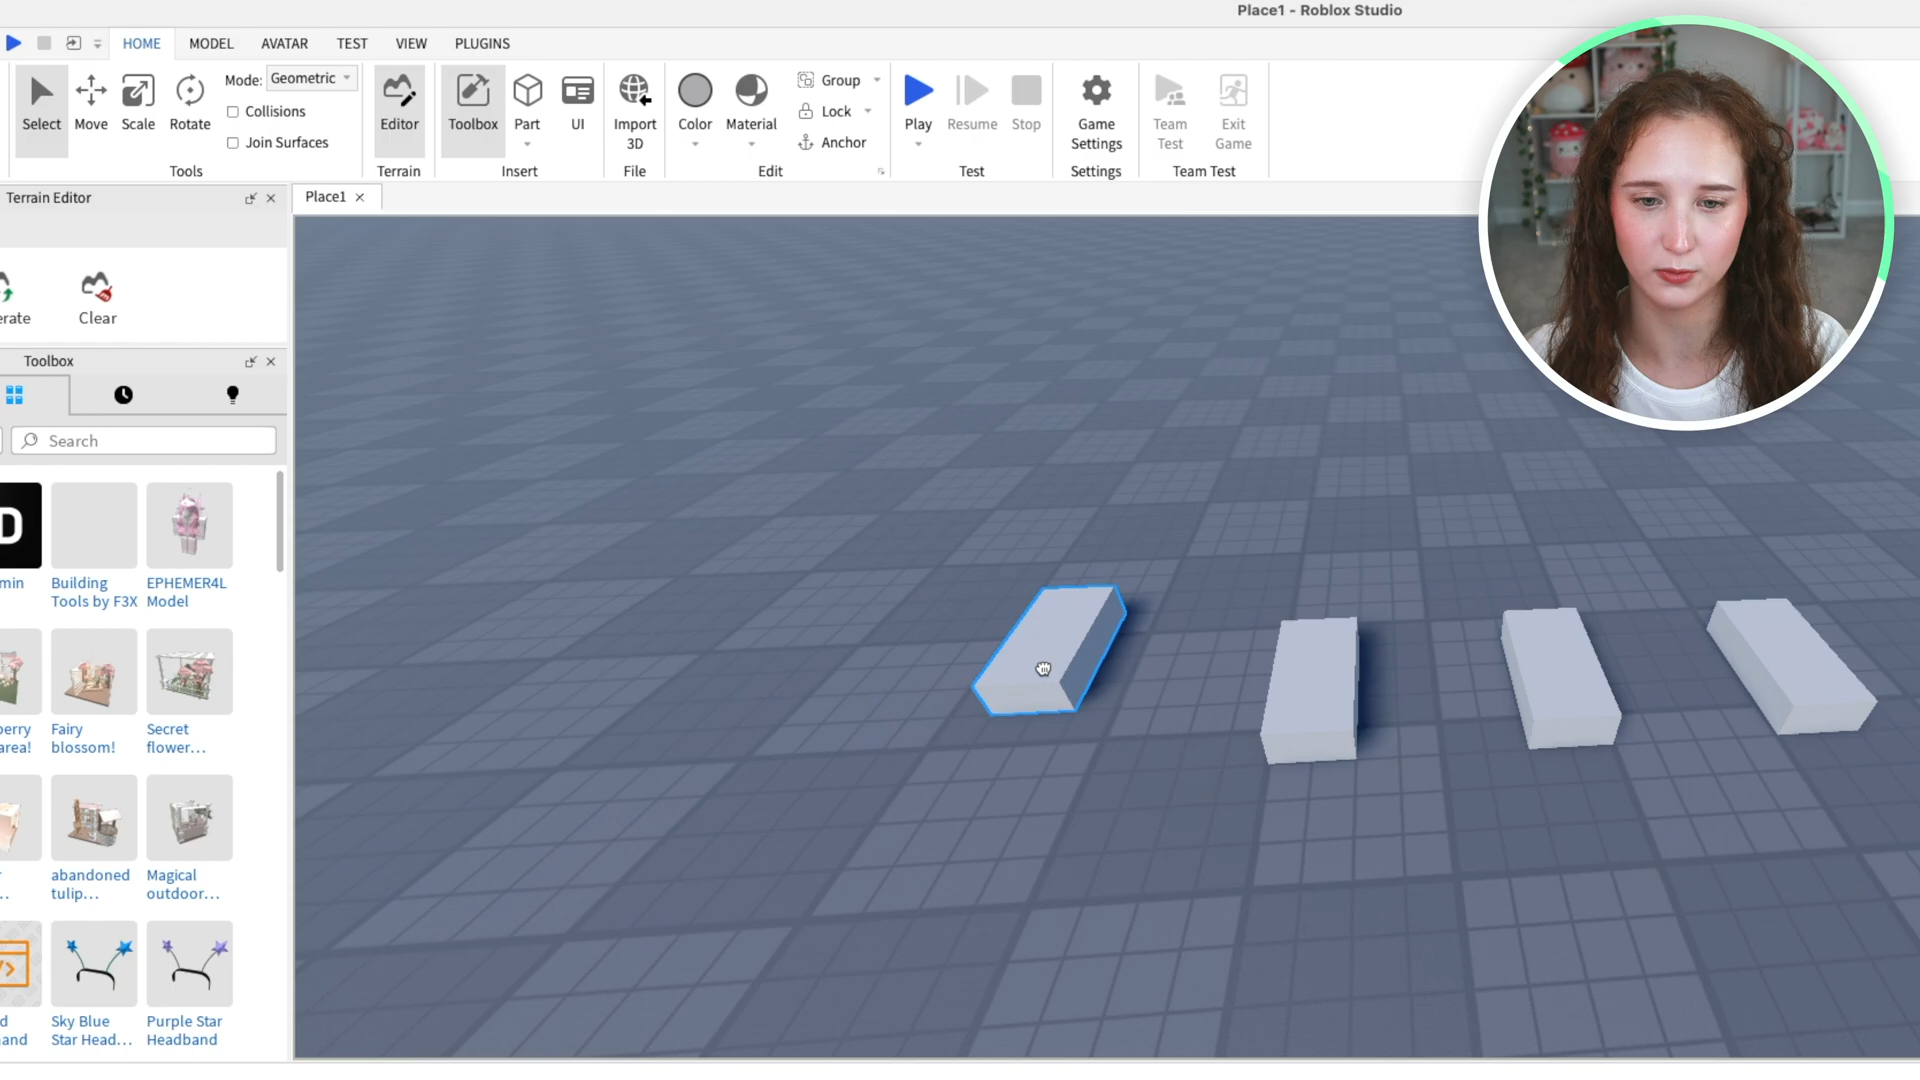 Place1 - Roblox Studio
HOME
MODEL
AVATAR
TEST
VIEW
PLUGINS
Select
Move
Scale
Rotate
Mode: Geometric
Collisions
Join Surfaces
Tools
Editor
Terrain
Toolbox
Part
UI
Insert
Import
3D
File
Color
Material
Group
Lock
Anchor
Edit
Play
Resume
Stop
Test
Game
Settings
Settings
Team
Test
Exit
Game
Team Test
Terrain Editor
Place1
erate
Clear
Toolbox
Search
D
min
Building
Tools by F3X
EPHEMER4L
Model
berry
area!
Fairy
blossom!
Secret
flower...
abandoned
tulip...
Magical
outdoor...
d
and
Sky Blue
Star Head...
Purple Star
Headband